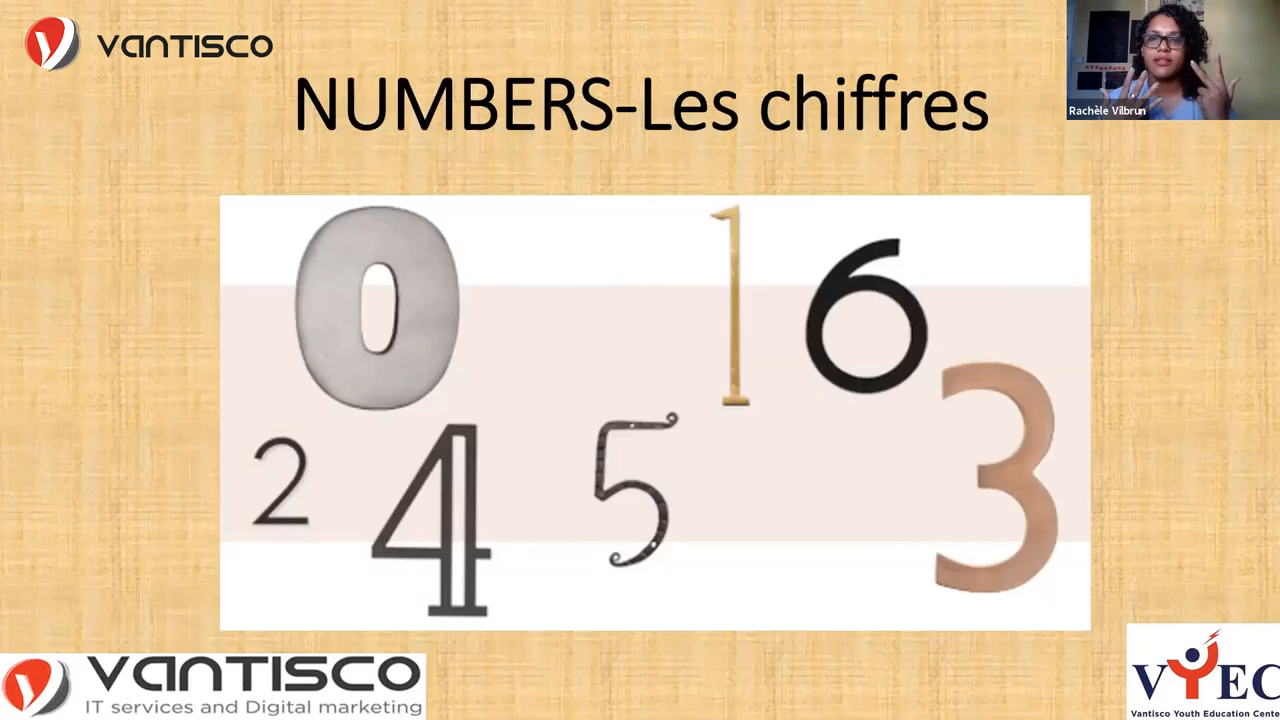 VANTISCO
NUMBERS-Les chiffres
Rachèle Vilbrun
0
1
6
3
2
4
5
VANTISCO
IT services and Digital marketing
VYEC
Vantisco Youth Education Cente